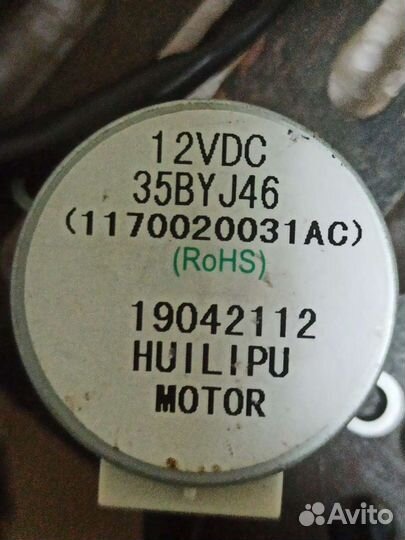 12VDC
35BYJ46
(1170020031AC)
(RoHS)
19042112
HUILIPU
MOTOR
Avito